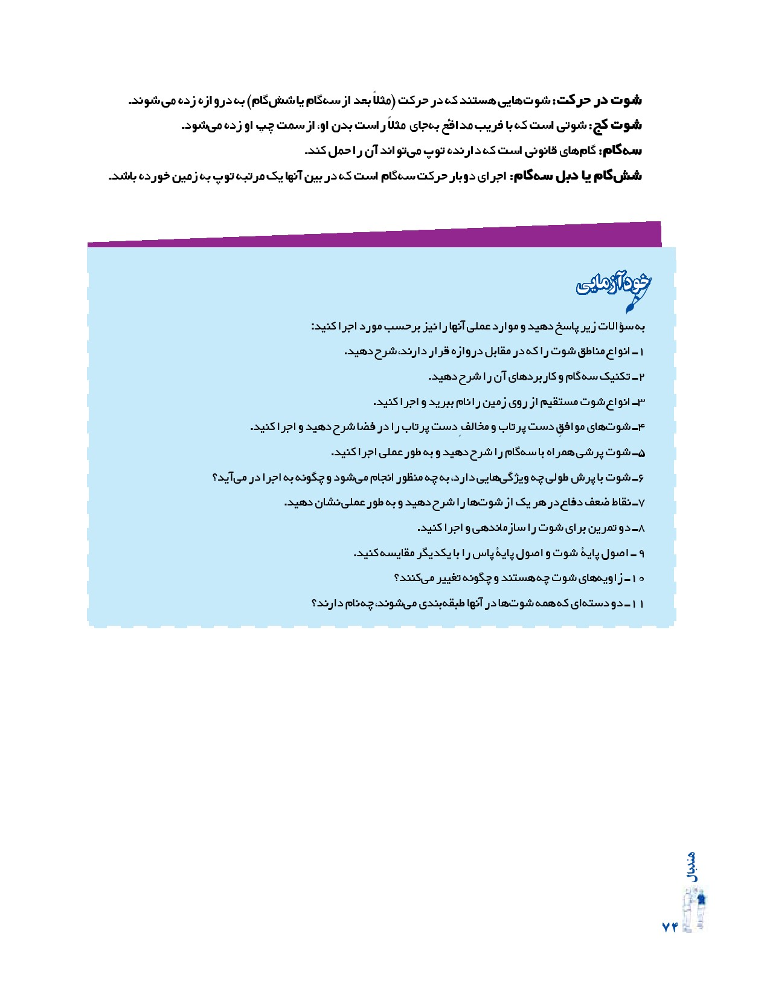 شوت در حرکت: شوت‌هایی هستند که در حرکت (مثلاً بعد از سه‌گام یا شش‌گام) به دروازه زده می‌شوند.
شوت کج: شوتی است که با فریب مدافع به‌جای مثلاً راست بدن او، از سمت چپ او زده می‌شود.
سه‌گام: گام‌های قانونی است که دارنده توپ می‌تواند آن را حمل کند.
شش‌گام یا دبل سه‌گام: اجرای دوبار حرکت سه‌گام است که در بین آنها یک مرتبه توپ به زمین خورده باشد.
خودآزمایی
به سؤالات زیر پاسخ دهید و موارد عملی آنها را نیز برحسب مورد اجرا کنید:
۱ـ انواع مناطق شوت را که در مقابل دروازه قرار دارند، شرح دهید.
۲ـ تکنیک سه‌گام و کاربردهای آن را شرح دهید.
۳ـ انواع شوت مستقیم از روی زمین را نام ببرید و اجرا کنید.
۴ـ شوت‌های موافقِ دست پرتاب و مخالفِ دست پرتاب را در فضا شرح دهید و اجرا کنید.
۵ـ شوت پرشی همراه با سه‌گام را شرح دهید و به طور عملی اجرا کنید.
۶ـ شوت با پرش طولی چه ویژگی‌هایی دارد، به چه منظور انجام می‌شود و چگونه به اجرا در می‌آید؟
۷ـ نقاط ضعف دفاع در هر یک از شوت‌ها را شرح دهید و به طور عملی نشان دهید.
۸ـ دو تمرین برای شوت را سازماندهی و اجرا کنید.
۹ ـ اصول پایهٔ شوت و اصول پایهٔ پاس را با یکدیگر مقایسه کنید.
۱۰ـ زاویه‌های شوت چه هستند و چگونه تغییر می‌کنند؟
۱۱ـ دو دسته‌ای که همه شوت‌ها در آنها طبقه‌بندی می‌شوند، چه نام دارند؟
هندبال
۷۴